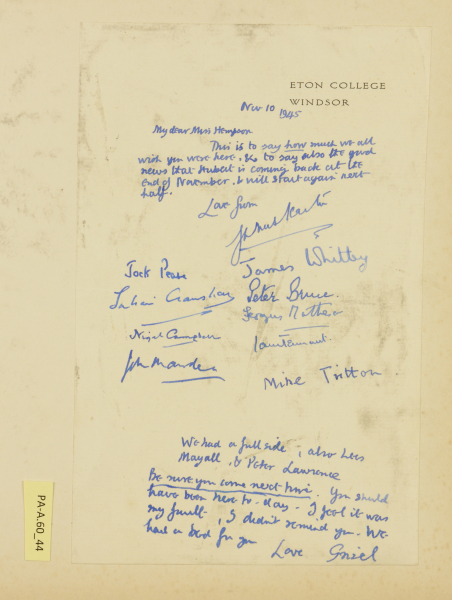 ETON COLLEGE
WINDSOR
Nov 10 1945
My dear Miss Hempson
This is to say how much we all
wish you were here, & to say also the good
news that Hubert is coming back at the
end of November, & will start again next
half.
Love from
Jack Pease
James Whitley
Julian
Peter Bruce.
Nigel
John Marsden
Mike Tritton
We had a full side, also Lees
Mayall, & Peter Lawrence
Be sure you come next time. You should
have been here to-day. I feel it was
my fault, I didn't remind you. We
had a bed for you
Love Grizel
PA-A.60_44